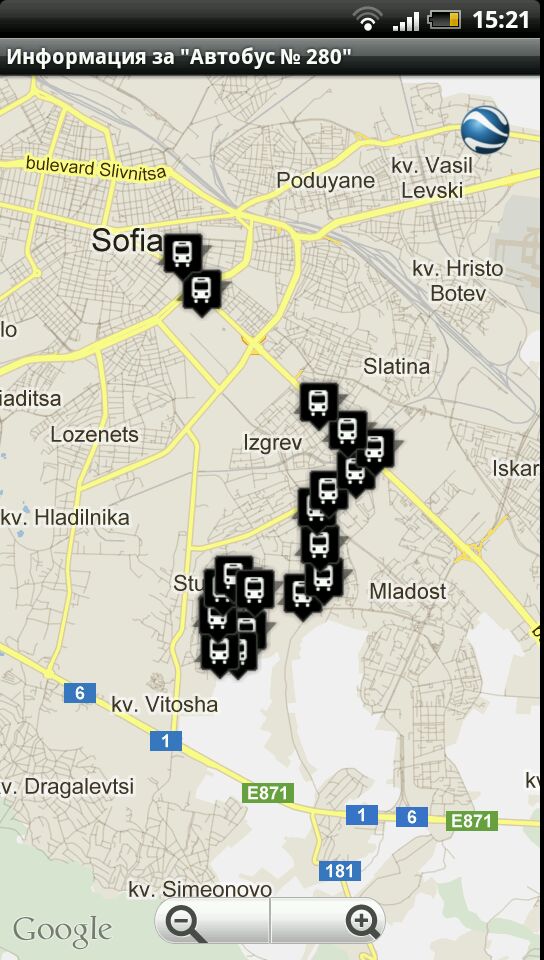 15:21
Информация за "Автобус № 280"
bulevard Slivnitsa
Poduyane
kv. Vasil
Levski
Sofia
kv. Hristo
Botev
lo
Slatina
iaditsa
Lozenets
Izgrev
Iskar
kv. Hladilnika
Stu
Mladost
6
kv. Vitosha
1
v. Dragalevtsi
E871
1
6
E871
kv
181
kv. Simeonovo
Google